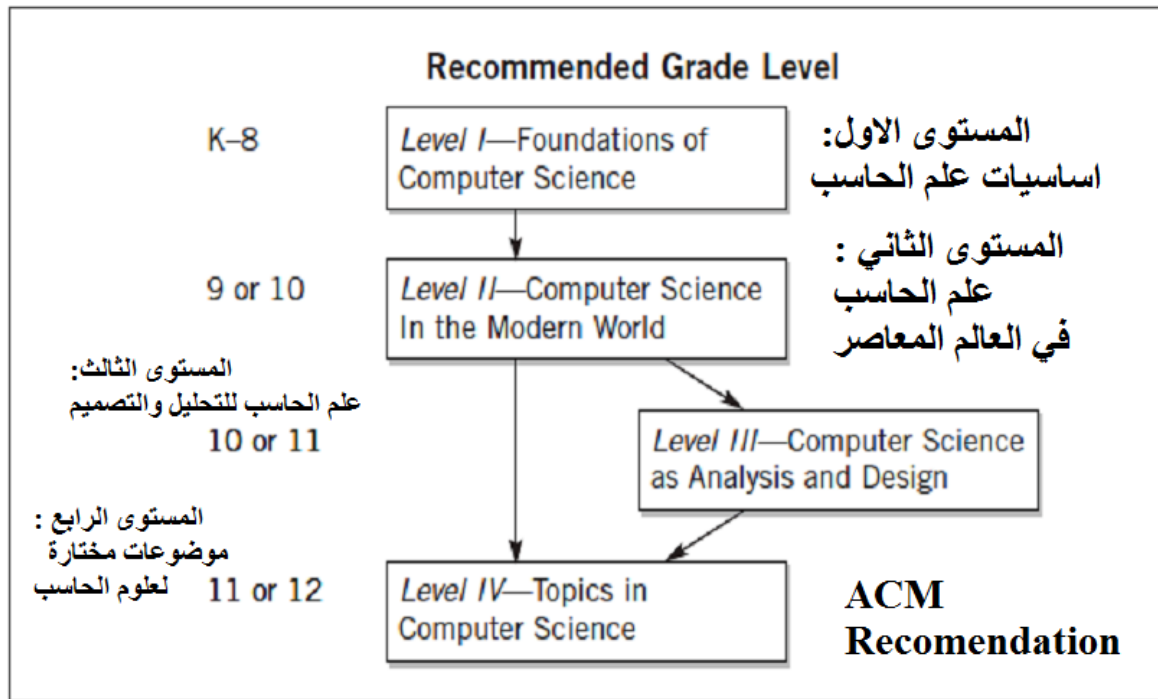 Recommended Grade Level
K–8
Level I—Foundations of
Computer Science
المستوى الاول:
اساسيات علم الحاسب
9 or 10
Level II—Computer Science
In the Modern World
المستوى الثاني :
علم الحاسب
في العالم المعاصر
المستوى الثالث:
علم الحاسب للتحليل والتصميم
10 or 11
Level III—Computer Science
as Analysis and Design
المستوى الرابع :
موضوعات مختارة
لعلوم الحاسب
11 or 12
Level IV—Topics in
Computer Science
ACM
Recomendation